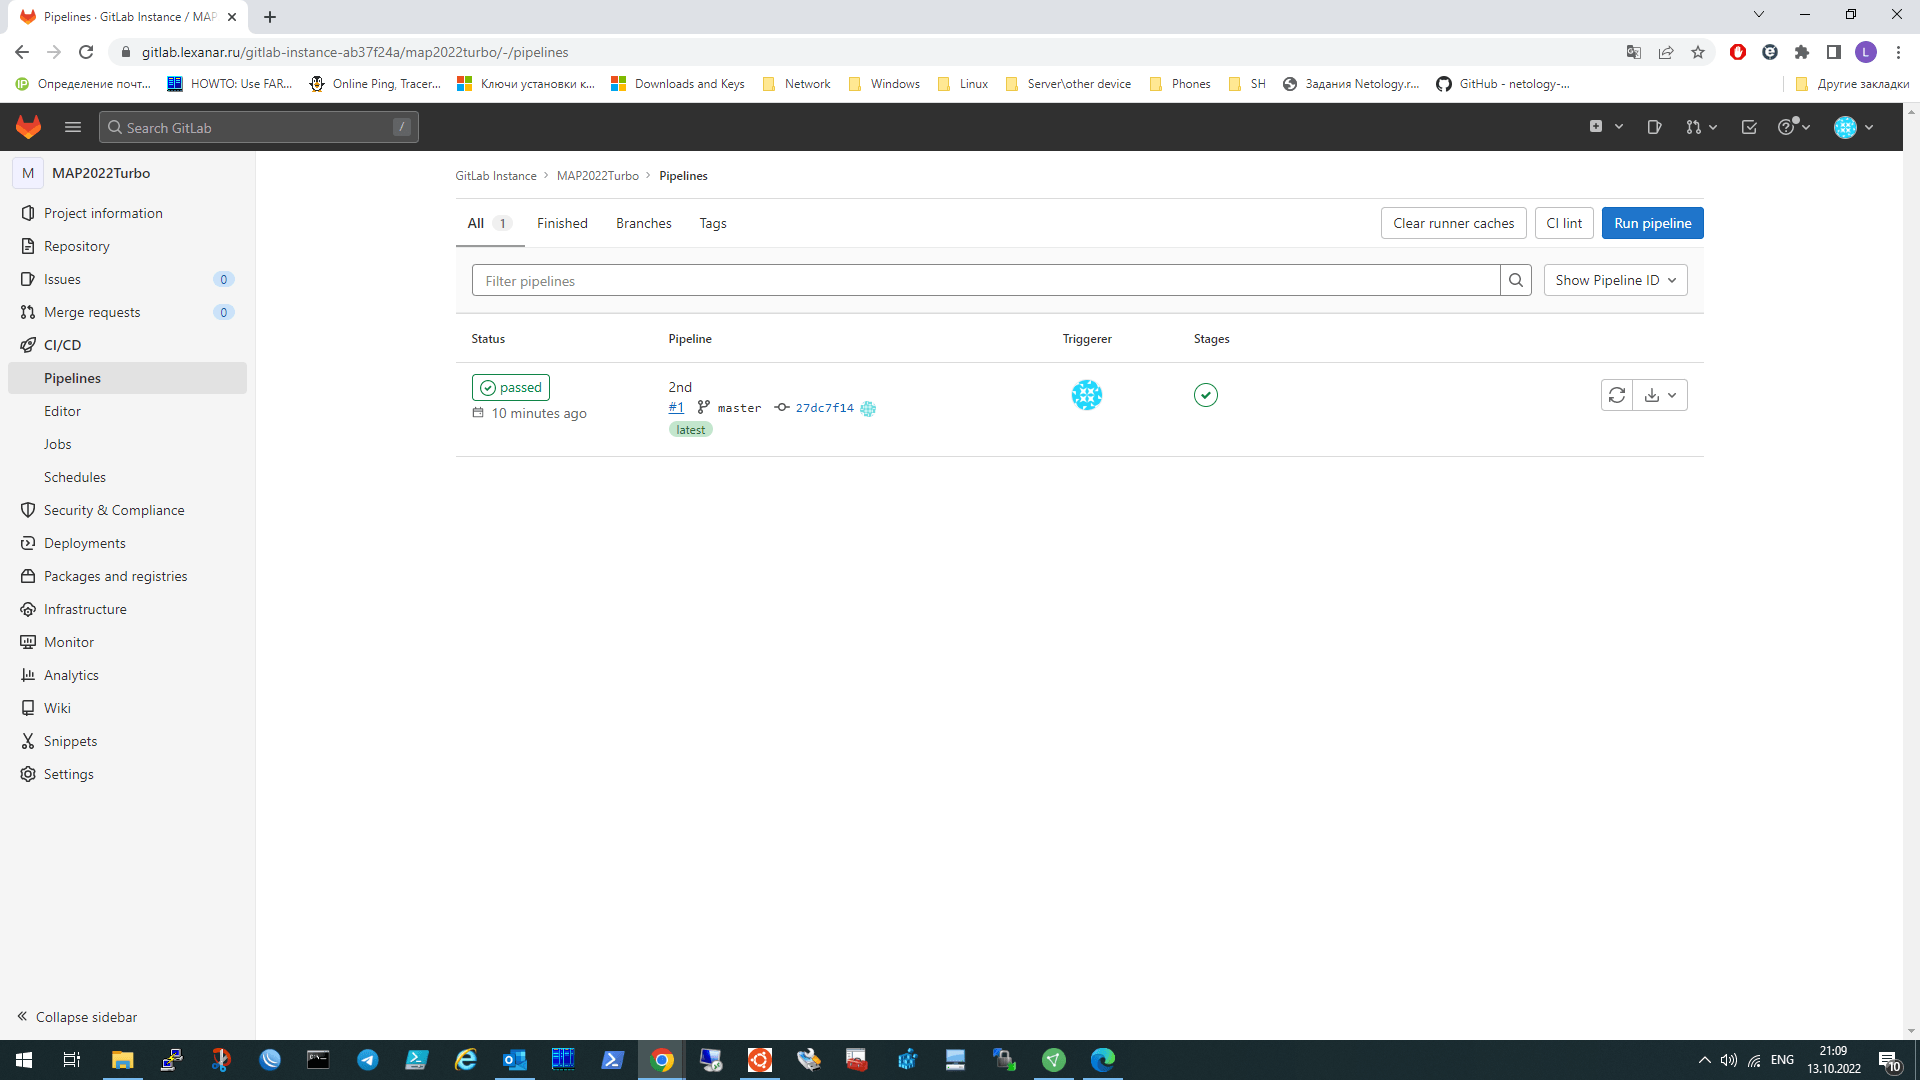 Pipelines · GitLab Instance / MAP
gitlab.lexanar.ru/gitlab-instance-ab37f24a/map2022turbo/-/pipelines
L
Определение почт...
HOWTO: Use FAR...
Online Ping, Tracer...
Ключи установки к...
Downloads and Keys
Network
Windows
Linux
Server\other device
Phones
SH
Задания Netology.r...
GitHub - netology-...
Другие закладки
Search GitLab
/
M
MAP2022Turbo
Project information
Repository
Issues
0
Merge requests
0
CI/CD
Pipelines
Editor
Jobs
Schedules
Security & Compliance
Deployments
Packages and registries
Infrastructure
Monitor
Analytics
Wiki
Snippets
Settings
Collapse sidebar
GitLab Instance
MAP2022Turbo
Pipelines
All 1
Finished
Branches
Tags
Clear runner caches
CI lint
Run pipeline
Filter pipelines
Show Pipeline ID
Status
Pipeline
Triggerer
Stages
passed
10 minutes ago
2nd
#1 master 27dc7f14
latest
ENG
21:09
13.10.2022
10